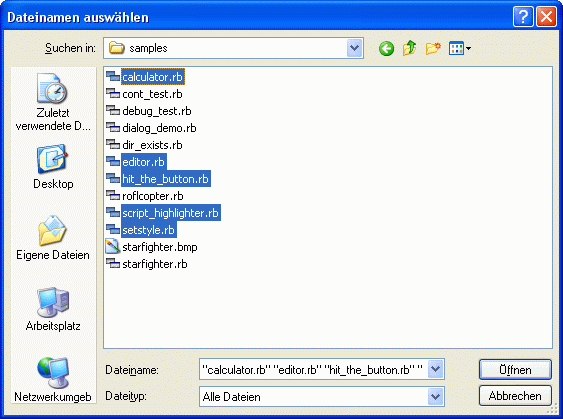 Dateinamen auswählen
Suchen in: samples
Zuletzt
verwendete D...
Desktop
Eigene Dateien
Arbeitsplatz
Netzwerkumgeb
calculator.rb
cont_test.rb
debug_test.rb
dialog_demo.rb
dir_exists.rb
editor.rb
hit_the_button.rb
roflcopter.rb
script_highlighter.rb
setstyle.rb
starfighter.bmp
starfighter.rb
Dateiname: "calculator.rb" "editor.rb" "hit_the_button.rb" " Öffnen
Dateityp: Alle Dateien Abbrechen